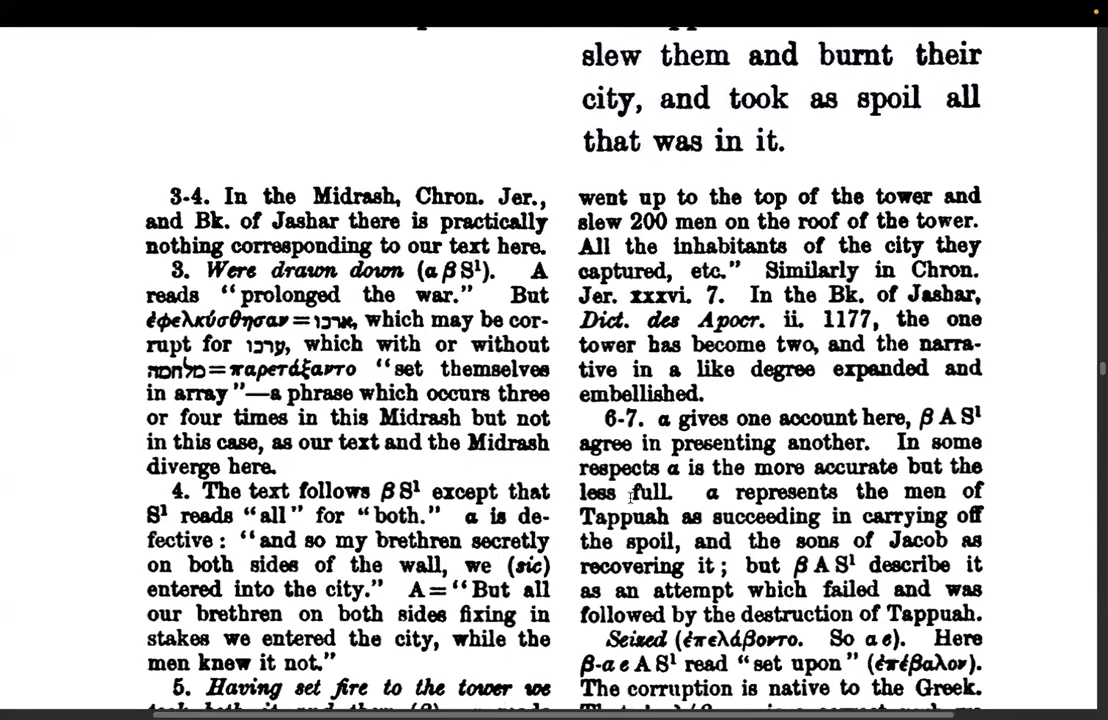 slew them and burnt their
city, and took as spoil all
that was in it.
3-4. In the Midrash, Chron. Jer.,
and Bk. of Jashar there is practically
nothing corresponding to our text here.
3. Were drawn down (α β S¹). A
reads “prolonged the war.” But
ἐφελκύσθησαν = ארכו, which may be cor-
rupt for ערכו, which with or without
מלחמה = παρετάξαντο “set themselves
in array”—a phrase which occurs three
or four times in this Midrash but not
in this case, as our text and the Midrash
diverge here.
4. The text follows β S¹ except that
S¹ reads “all” for “both.” α is de-
fective : “and so my brethren secretly
on both sides of the wall, we (sic)
entered into the city.” A = “But all
our brethren on both sides fixing in
stakes we entered the city, while the
men knew it not.”
5. Having set fire to the tower we
went up to the top of the tower and
slew 200 men on the roof of the tower.
All the inhabitants of the city they
captured, etc.” Similarly in Chron.
Jer. xxxvi. 7. In the Bk. of Jashar,
Dict. des Apocr. ii. 1177, the one
tower has become two, and the narra-
tive in a like degree expanded and
embellished.
6-7. α gives one account here, β A S¹
agree in presenting another. In some
respects α is the more accurate but the
less full. α represents the men of
Tappuah as succeeding in carrying off
the spoil, and the sons of Jacob as
recovering it ; but β A S¹ describe it
as an attempt which failed and was
followed by the destruction of Tappuah.
Seized (ἐπελάβοντο. So a e). Here
β-a e A S¹ read “set upon” (ἐπέβαλον).
The corruption is native to the Greek.